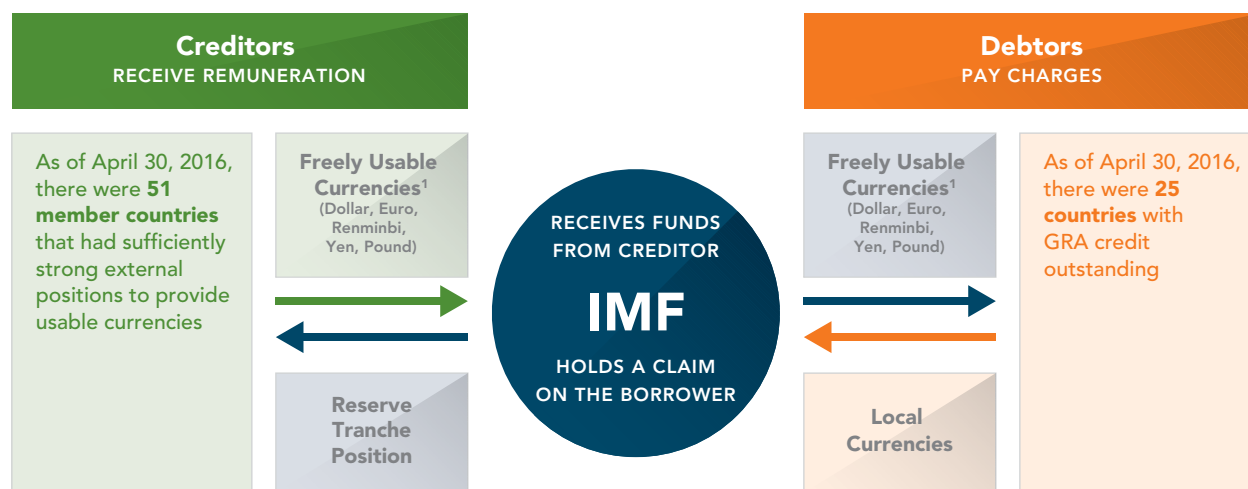 Creditors
RECEIVE REMUNERATION
As of April 30, 2016,
there were 51
member countries
that had sufficiently
strong external
positions to provide
usable currencies
Freely Usable
Currencies¹
(Dollar, Euro,
Renminbi,
Yen, Pound)
Reserve
Tranche
Position
RECEIVES FUNDS
FROM CREDITOR
IMF
HOLDS A CLAIM
ON THE BORROWER
Debtors
PAY CHARGES
Freely Usable
Currencies¹
(Dollar, Euro,
Renminbi,
Yen, Pound)
Local
Currencies
As of April 30, 2016,
there were 25
countries with
GRA credit
outstanding